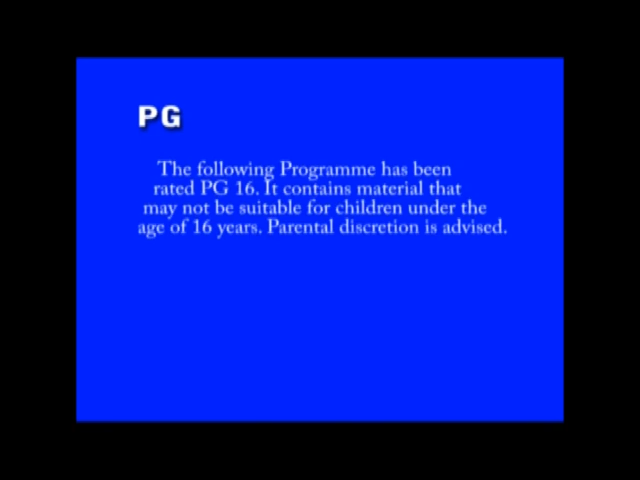 PG
The following Programme has been
rated PG 16. It contains material that
may not be suitable for children under the
age of 16 years. Parental discretion is advised.